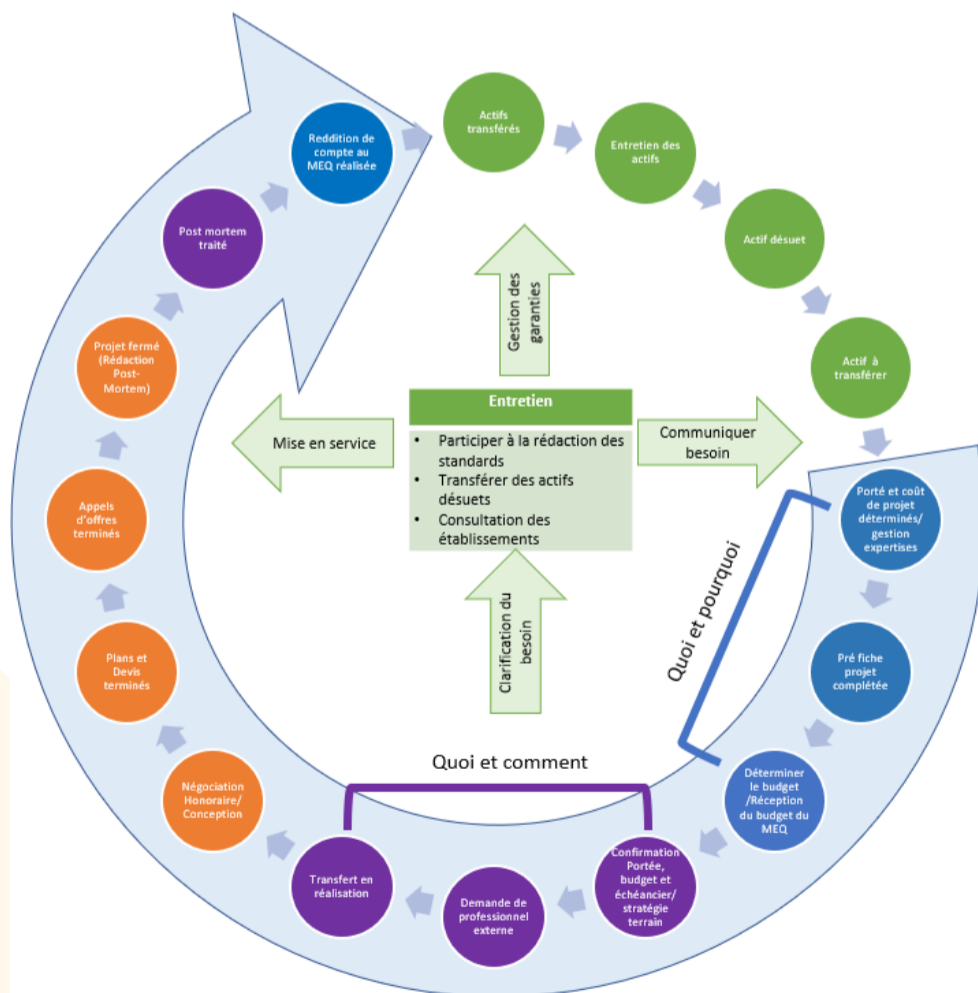 Actifs
transférés
Entretien des
actifs
Actif désuet
Actif à
transférer
Porté et coût
de projet
déterminés/
gestion
expertises
Pré fiche
projet
complétée
Déterminer
le budget
/Réception
du budget du
MEQ
Confirmation
Portée,
budget et
échéancier/
stratégie
terrain
Demande de
professionnel
externe
Transfert en
réalisation
Négociation
Honoraire/
Conception
Plans et
Devis
terminés
Appels
d'offres
terminés
Projet fermé
(Rédaction
Post-
Mortem)
Post mortem
traité
Reddition de
compte au
MEQ réalisée
Gestion des
garanties
Mise en service
Entretien
• Participer à la rédaction des
standards
• Transférer des actifs
désuets
• Consultation des
établissements
Communiquer
besoin
Clarification du
besoin
Quoi et pourquoi
Quoi et comment